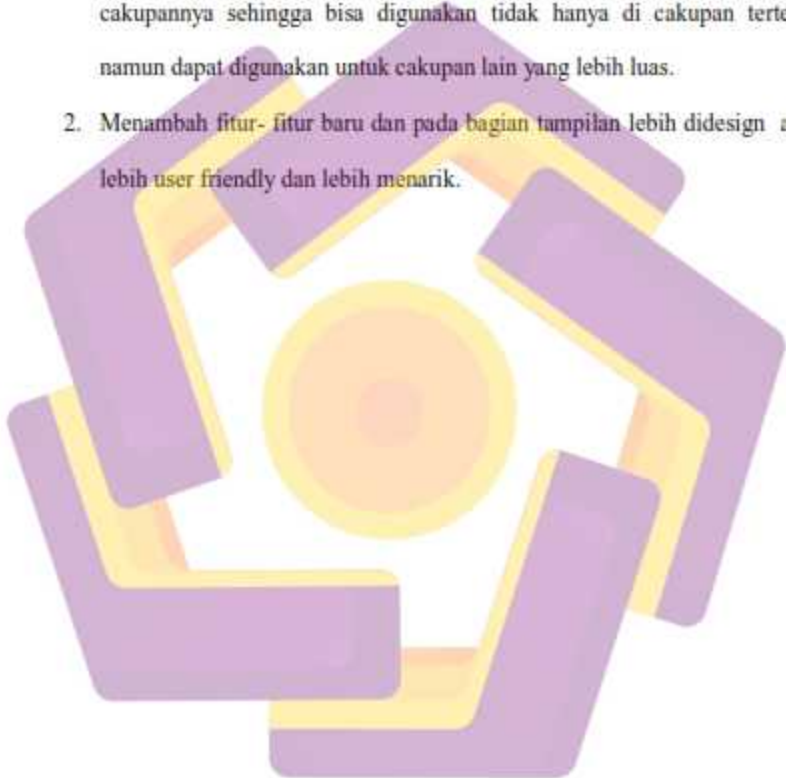 cakupannya sehingga bisa digunakan tidak hanya di cakupan
namun dapat digunakan untuk cakupan lain yang lebih luas.
2. Menambah fitur- fitur baru dan pada bagian tampilan lebih didesign
lebih user friendly dan lebih menarik.